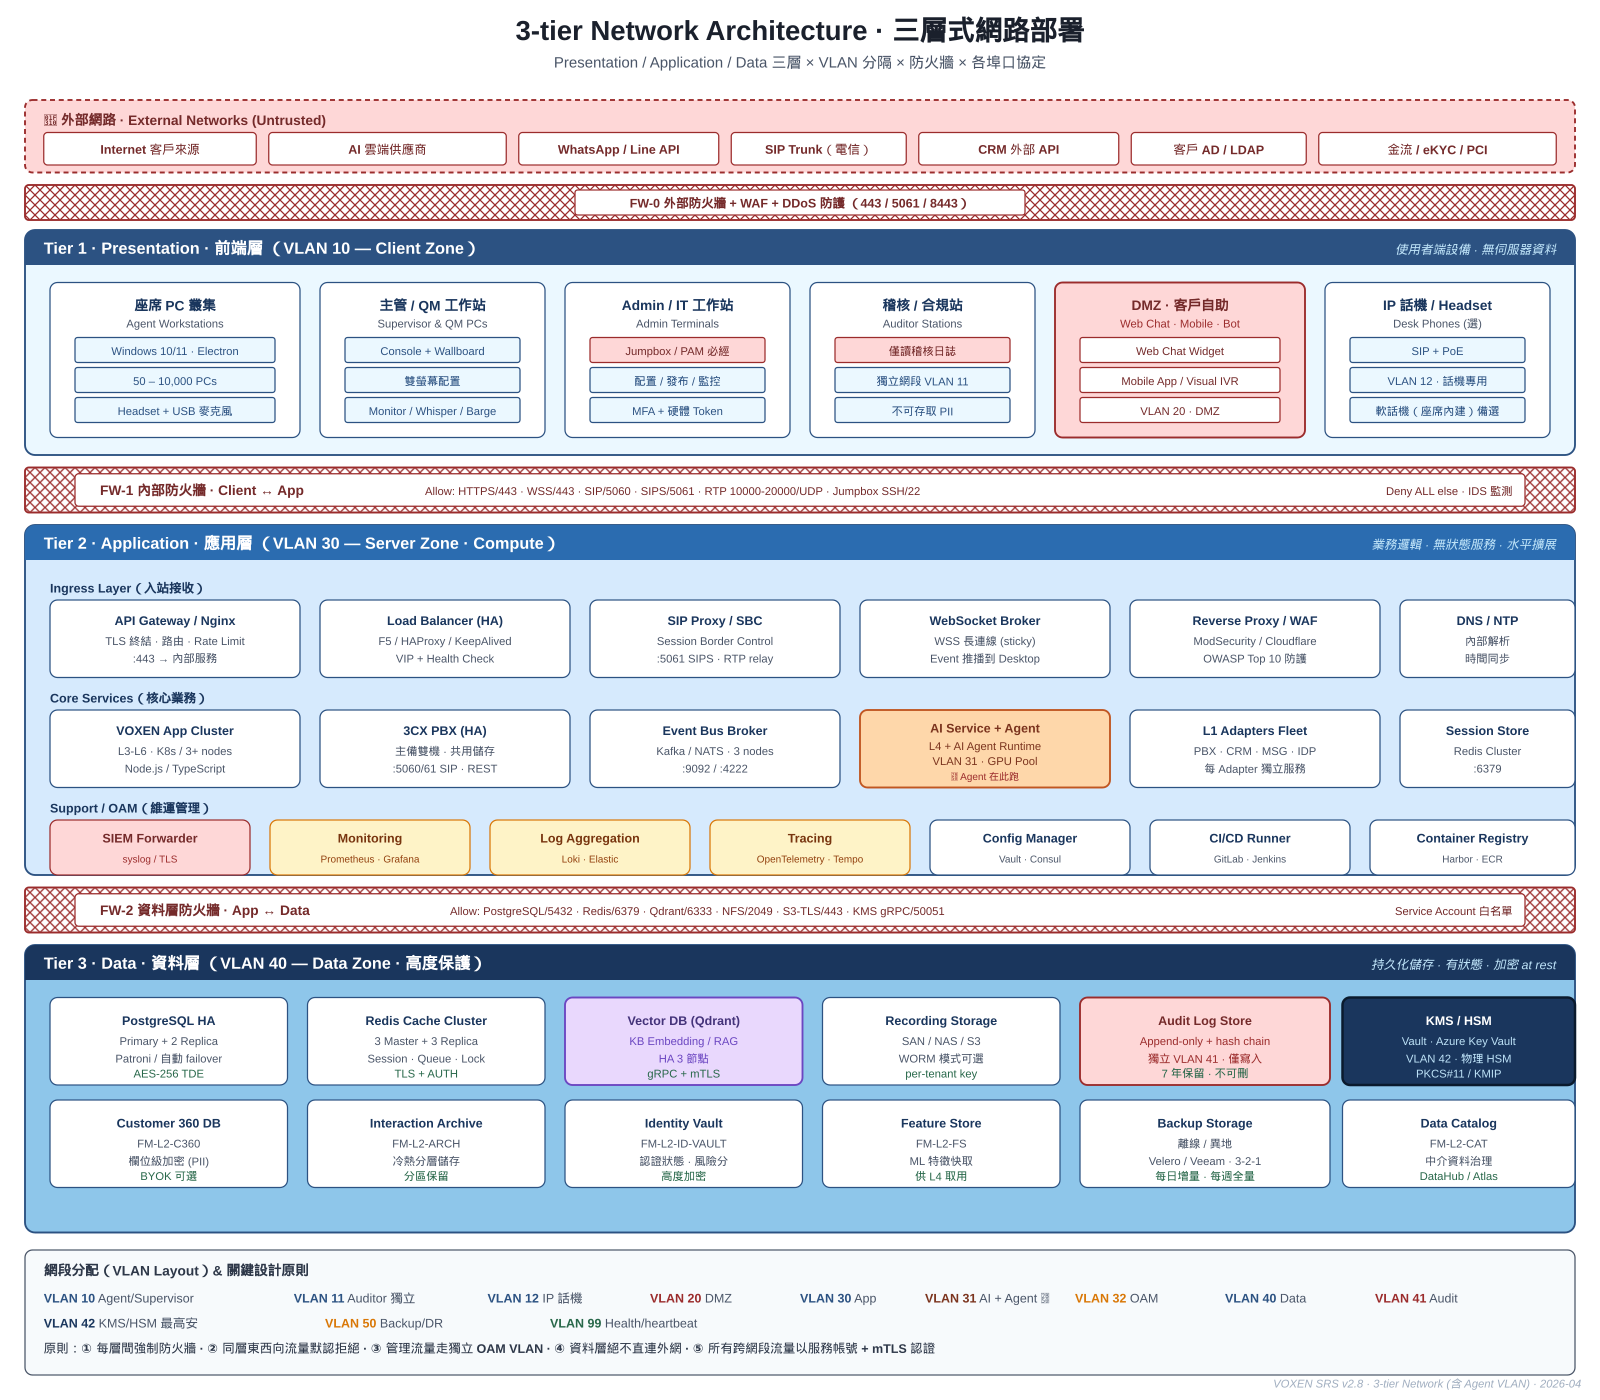 3-tier Network Architecture · 三層式網路部署
Presentation / Application / Data 三層 × VLAN 分隔 × 防火牆 × 各埠口協定
外部網路 · External Networks (Untrusted)
Internet 客戶來源
AI 雲端供應商
WhatsApp / Line API
SIP Trunk（電信）
CRM 外部 API
客戶 AD / LDAP
金流 / eKYC / PCI
FW-0 外部防火牆 + WAF + DDoS 防護（443 / 5061 / 8443）
Tier 1 · Presentation · 前端層（VLAN 10 — Client Zone）
使用者端設備 · 無伺服器資料
座席 PC 叢集
Agent Workstations
Windows 10/11 · Electron
50 – 10,000 PCs
Headset + USB 麥克風
主管 / QM 工作站
Supervisor & QM PCs
Console + Wallboard
雙螢幕配置
Monitor / Whisper / Barge
Admin / IT 工作站
Admin Terminals
Jumpbox / PAM 必經
配置 / 發布 / 監控
MFA + 硬體 Token
稽核 / 合規站
Auditor Stations
僅讀稽核日誌
獨立網段 VLAN 11
不可存取 PII
DMZ · 客戶自助
Web Chat · Mobile · Bot
Web Chat Widget
Mobile App / Visual IVR
VLAN 20 · DMZ
IP 話機 / Headset
Desk Phones (選)
SIP + PoE
VLAN 12 · 話機專用
軟話機（座席內建）備選
FW-1 內部防火牆 · Client ↔ App
Allow: HTTPS/443 · WSS/443 · SIP/5060 · SIPS/5061 · RTP 10000-20000/UDP · Jumpbox SSH/22
Deny ALL else · IDS 監測
Tier 2 · Application · 應用層（VLAN 30 — Server Zone · Compute）
業務邏輯 · 無狀態服務 · 水平擴展
Ingress Layer（入站接收）
API Gateway / Nginx
TLS 終結 · 路由 · Rate Limit
:443 → 內部服務
Load Balancer (HA)
F5 / HAProxy / KeepAlived
VIP + Health Check
SIP Proxy / SBC
Session Border Control
:5061 SIPS · RTP relay
WebSocket Broker
WSS 長連線 (sticky)
Event 推播到 Desktop
Reverse Proxy / WAF
ModSecurity / Cloudflare
OWASP Top 10 防護
DNS / NTP
內部解析
時間同步
Core Services（核心業務）
VOXEN App Cluster
L3-L6 · K8s / 3+ nodes
Node.js / TypeScript
3CX PBX (HA)
主備雙機 · 共用儲存
:5060/61 SIP · REST
Event Bus Broker
Kafka / NATS · 3 nodes
:9092 / :4222
AI Service + Agent
L4 + AI Agent Runtime
VLAN 31 · GPU Pool
Agent 在此跑
L1 Adapters Fleet
PBX · CRM · MSG · IDP
每 Adapter 獨立服務
Session Store
Redis Cluster
:6379
Support / OAM（維運管理）
SIEM Forwarder
syslog / TLS
Monitoring
Prometheus · Grafana
Log Aggregation
Loki · Elastic
Tracing
OpenTelemetry · Tempo
Config Manager
Vault · Consul
CI/CD Runner
GitLab · Jenkins
Container Registry
Harbor · ECR
FW-2 資料層防火牆 · App ↔ Data
Allow: PostgreSQL/5432 · Redis/6379 · Qdrant/6333 · NFS/2049 · S3-TLS/443 · KMS gRPC/50051
Service Account 白名單
Tier 3 · Data · 資料層（VLAN 40 — Data Zone · 高度保護）
持久化儲存 · 有狀態 · 加密 at rest
PostgreSQL HA
Primary + 2 Replica
Patroni / 自動 failover
AES-256 TDE
Redis Cache Cluster
3 Master + 3 Replica
Session · Queue · Lock
TLS + AUTH
Vector DB (Qdrant)
KB Embedding / RAG
HA 3 節點
gRPC + mTLS
Recording Storage
SAN / NAS / S3
WORM 模式可選
per-tenant key
Audit Log Store
Append-only + hash chain
獨立 VLAN 41 · 僅寫入
7 年保留 · 不可刪
KMS / HSM
Vault · Azure Key Vault
VLAN 42 · 物理 HSM
PKCS#11 / KMIP
Customer 360 DB
FM-L2-C360
欄位級加密 (PII)
BYOK 可選
Interaction Archive
FM-L2-ARCH
冷熱分層儲存
分區保留
Identity Vault
FM-L2-ID-VAULT
認證狀態 · 風險分
高度加密
Feature Store
FM-L2-FS
ML 特徵快取
供 L4 取用
Backup Storage
離線 / 異地
Velero / Veeam · 3-2-1
每日增量 · 每週全量
Data Catalog
FM-L2-CAT
中介資料治理
DataHub / Atlas
網段分配（VLAN Layout）& 關鍵設計原則
VLAN 10 Agent/Supervisor
VLAN 11 Auditor 獨立
VLAN 12 IP 話機
VLAN 20 DMZ
VLAN 30 App
VLAN 31 AI + Agent
VLAN 32 OAM
VLAN 40 Data
VLAN 41 Audit
VLAN 42 KMS/HSM 最高安
VLAN 50 Backup/DR
VLAN 99 Health/heartbeat
原則：① 每層間強制防火牆 · ② 同層東西向流量默認拒絕 · ③ 管理流量走獨立 OAM VLAN · ④ 資料層絕不直連外網 · ⑤ 所有跨網段流量以服務帳號 + mTLS 認證
VOXEN SRS v2.8 · 3-tier Network (含 Agent VLAN) · 2026-04